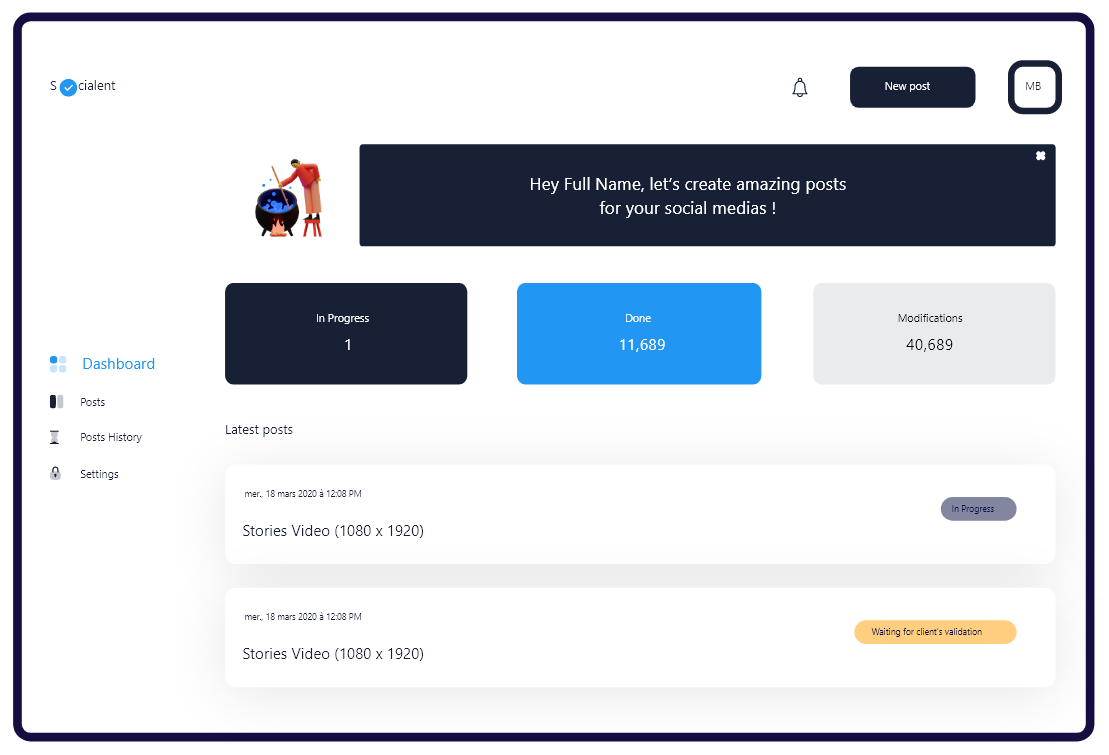 S cialent
New post
MB
Hey Full Name, let's create amazing posts
for your social medias !
In Progress
1
Done
11,689
Modifications
40,689
Dashboard
Posts
Posts History
Settings
Latest posts
mer., 18 mars 2020 à 12:08 PM
In Progress
Stories Video (1080 x 1920)
mer., 18 mars 2020 à 12:08 PM
Waiting for client's validation
Stories Video (1080 x 1920)